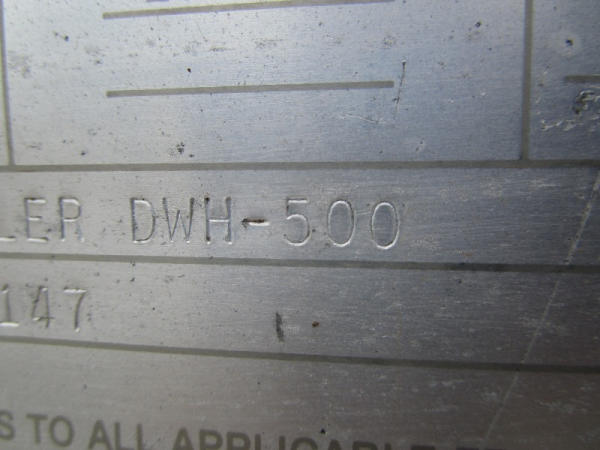 LER DWH-500
147
S TO ALL APPLICABLE